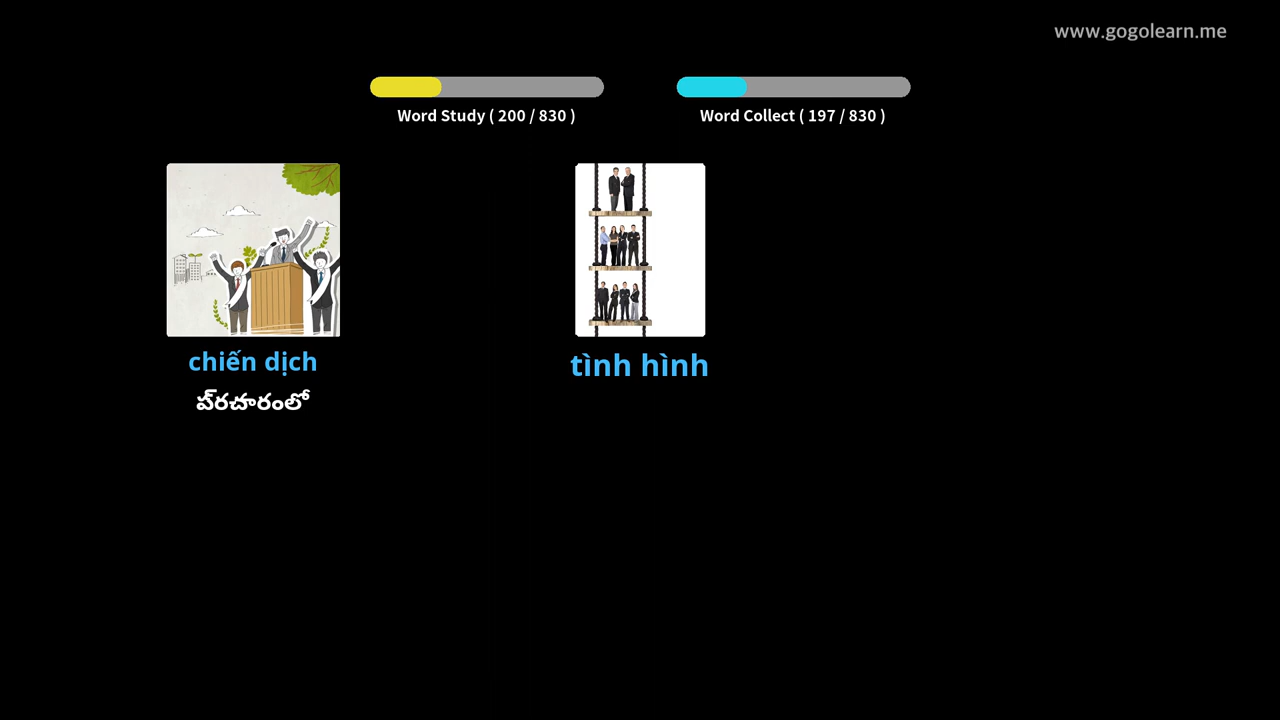 www.gogolearn.me
Word Study ( 200 / 830 )
Word Collect ( 197 / 830 )
chiến dịch
ప్రచారంలో
tình hình